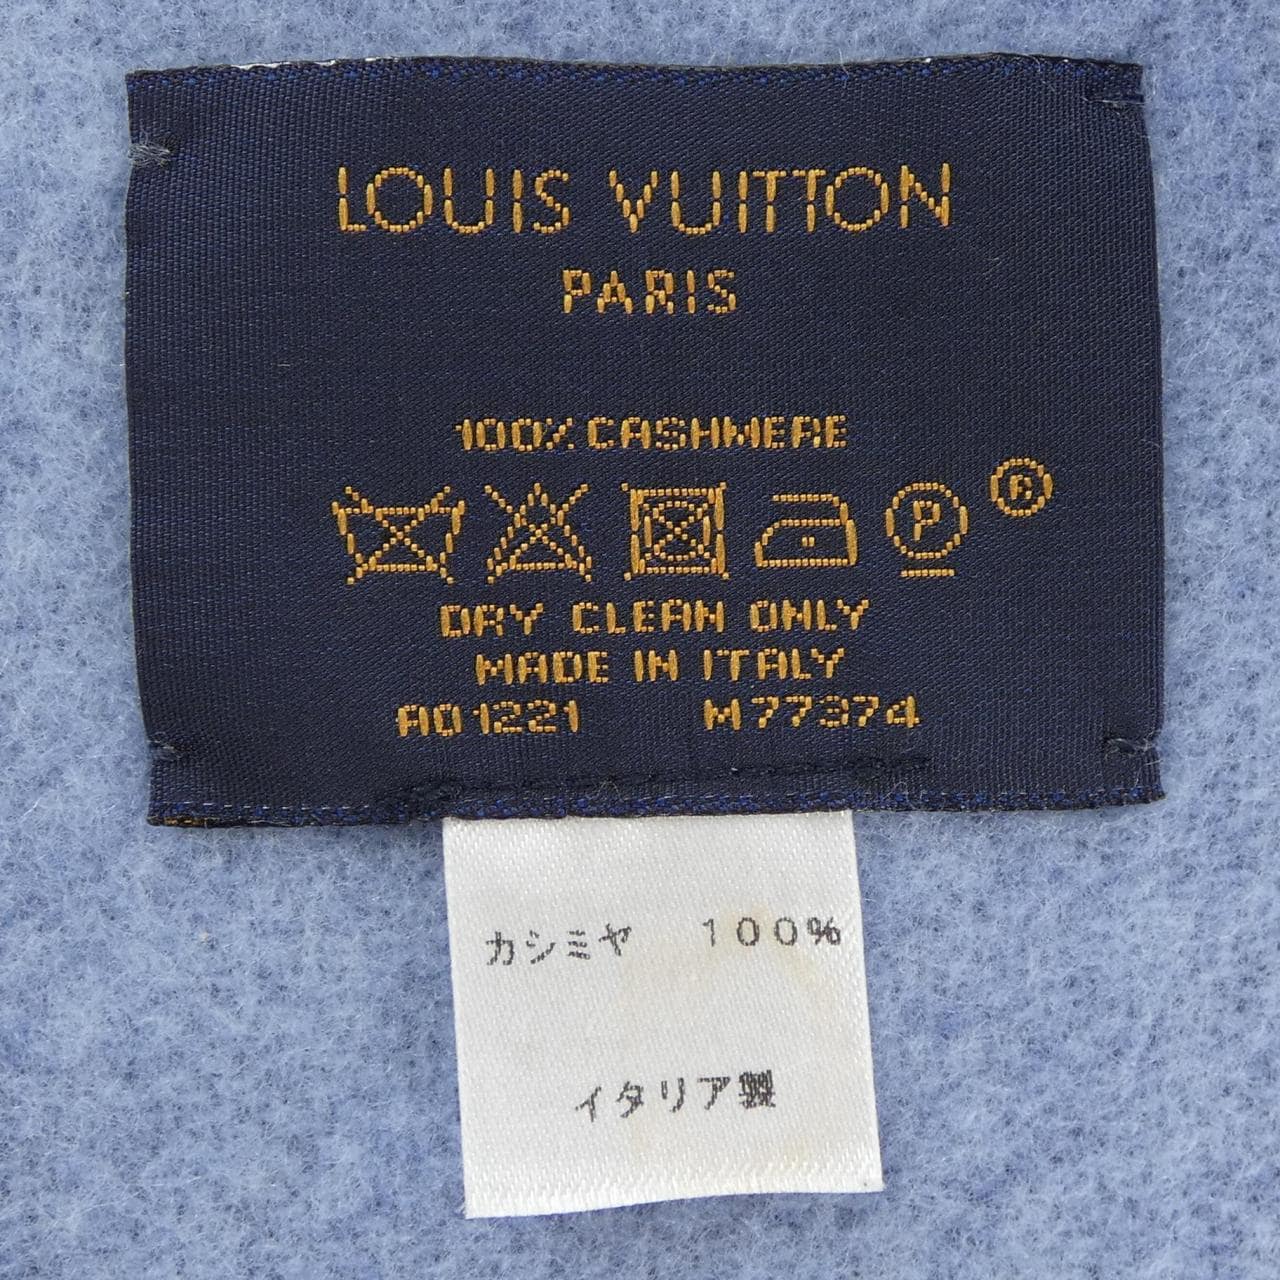 LOUIS VUITTON
PARIS
100% CASHMERE
P ®
DRY CLEAN ONLY
MADE IN ITALY
AO1221 M77374
カシミヤ 100%
イタリア製